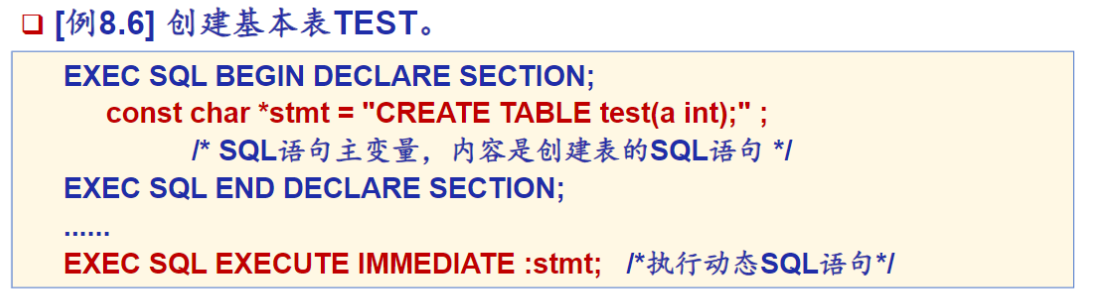 [例8.6] 创建基本表TEST。
EXEC SQL BEGIN DECLARE SECTION;
const char *stmt = "CREATE TABLE test(a int);" ;
/* SQL语句主变量，内容是创建表的SQL语句 */
EXEC SQL END DECLARE SECTION;
......
EXEC SQL EXECUTE IMMEDIATE :stmt; /*执行动态SQL语句*/